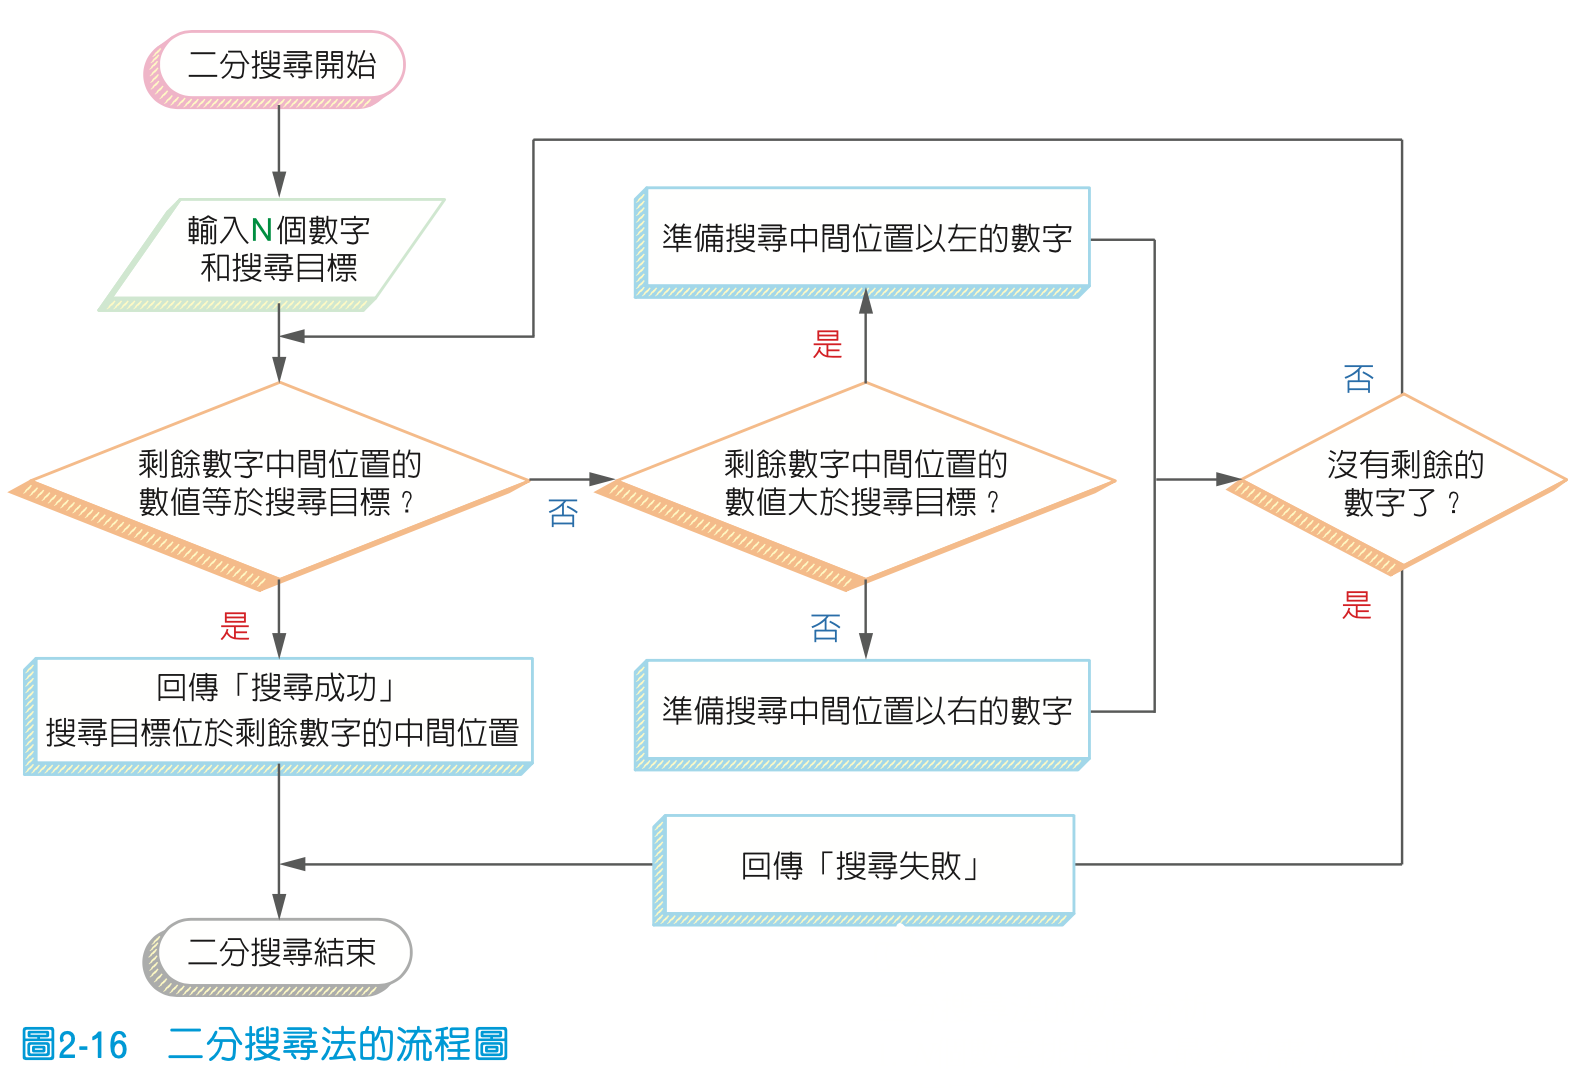 二分搜尋開始
輸入N個數字
和搜尋目標
準備搜尋中間位置以左的數字
是
否
剩餘數字中間位置的
數值等於搜尋目標？
否
剩餘數字中間位置的
數值大於搜尋目標？
沒有剩餘的
數字了？
是
否
是
回傳「搜尋成功」
搜尋目標位於剩餘數字的中間位置
準備搜尋中間位置以右的數字
回傳「搜尋失敗」
二分搜尋結束
圖2-16　二分搜尋法的流程圖